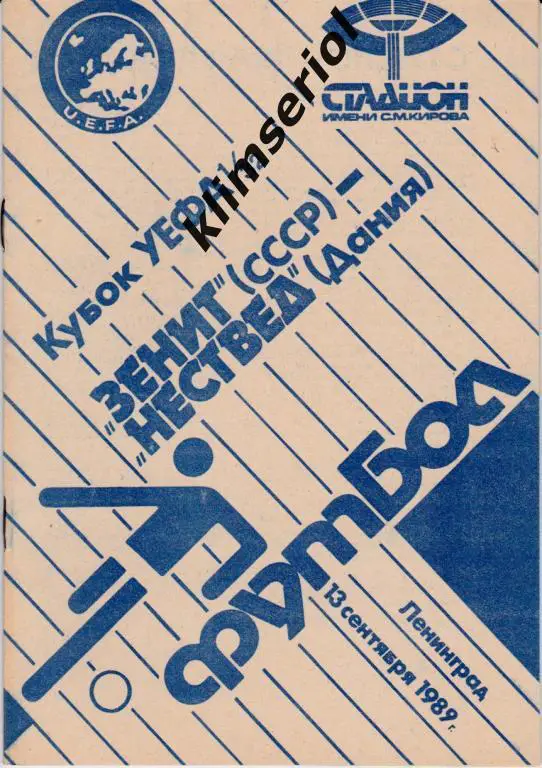 U.E.F.A.
СТАДИОН
ИМЕНИ С.М.КИРОВА
klimseriol
Кубок УЕФА
"ЗЕНИТ" (СССР) —
"НЕСТВЕД" (Дания)
футбол
Ленинград
13 сентября 1989 г.